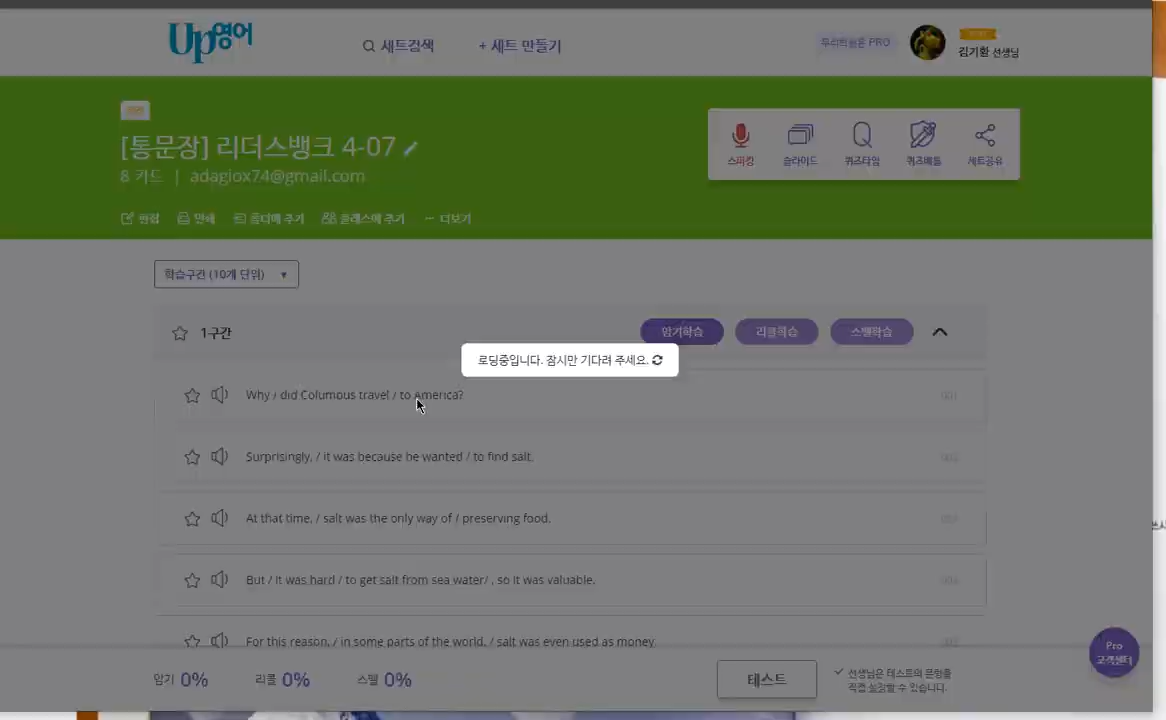 Up영어
세트검색
+ 세트 만들기
우리학원은 PRO
김기환 선생님
[통문장] 리더스뱅크 4-07
8 카드 | adagiox74@gmail.com
스피킹
슬라이드
퀴즈타임
퀴즈배틀
세트공유
편집
인쇄
폴더에 추가
클래스에 추가
더보기
학습구간 (10개 단위)
1구간
암기학습
리콜학습
스펠학습
로딩중입니다. 잠시만 기다려 주세요.
Why / did Columbus travel / to America?
001
Surprisingly, / it was because he wanted / to find salt.
002
At that time, / salt was the only way of / preserving food.
003
But / it was hard / to get salt from sea water/ , so it was valuable.
004
For this reason, / in some parts of the world, / salt was even used as money.
005
암기 0%
리콜 0%
스펠 0%
테스트
선생님은 테스트의 문항을
직접 설정할 수 있습니다.
Pro
고객센터